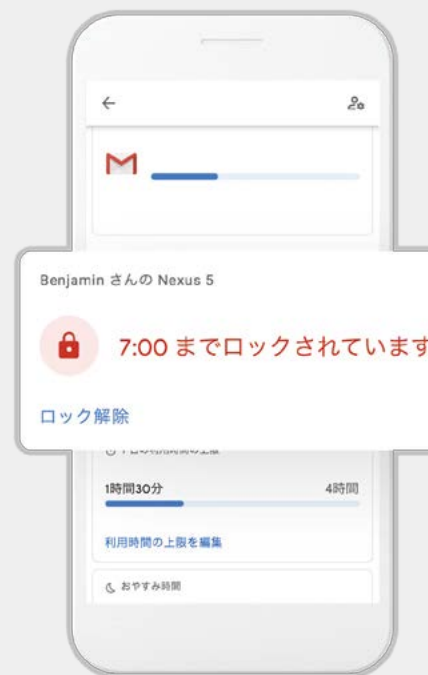 Benjamin さんの Nexus 5
7:00 までロックされています
ロック解除
1時間30分 4時間
利用時間の上限を編集
おやすみ時間